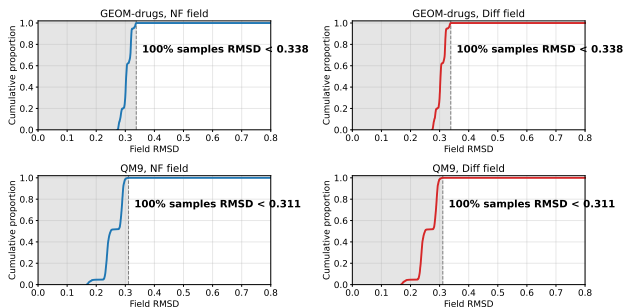 GEOM-drugs, NF field
Cumulative proportion
1.0
0.8
0.6
0.4
0.2
0.0
100% samples RMSD < 0.338
0.0 0.1 0.2 0.3 0.4 0.5 0.6 0.7 0.8
Field RMSD
GEOM-drugs, Diff field
Cumulative proportion
1.0
0.8
0.6
0.4
0.2
0.0
100% samples RMSD < 0.338
0.0 0.1 0.2 0.3 0.4 0.5 0.6 0.7 0.8
Field RMSD
QM9, NF field
Cumulative proportion
1.0
0.8
0.6
0.4
0.2
0.0
100% samples RMSD < 0.311
0.0 0.1 0.2 0.3 0.4 0.5 0.6 0.7 0.8
Field RMSD
QM9, Diff field
Cumulative proportion
1.0
0.8
0.6
0.4
0.2
0.0
100% samples RMSD < 0.311
0.0 0.1 0.2 0.3 0.4 0.5 0.6 0.7 0.8
Field RMSD